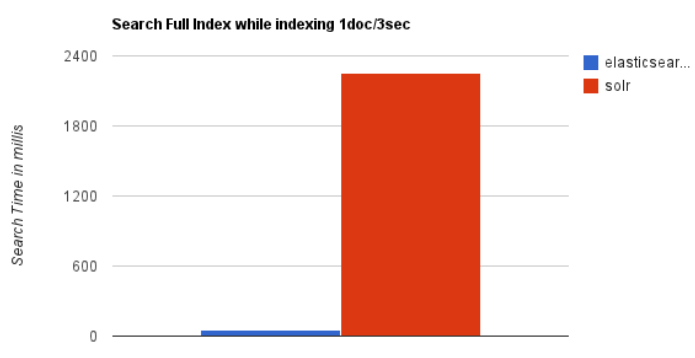 Search Full Index while indexing 1doc/3sec
2400
1800
1200
600
0
Search Time in millis
elasticsear...
solr